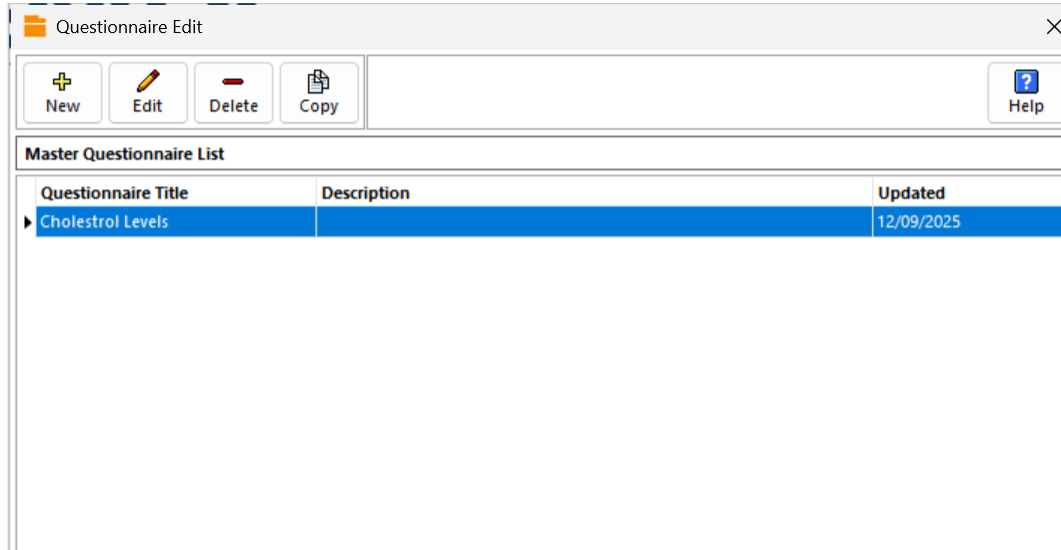 Questionnaire Edit
New Edit Delete Copy Help
Master Questionnaire List
Questionnaire Title Description Updated
Cholestrol Levels 12/09/2025